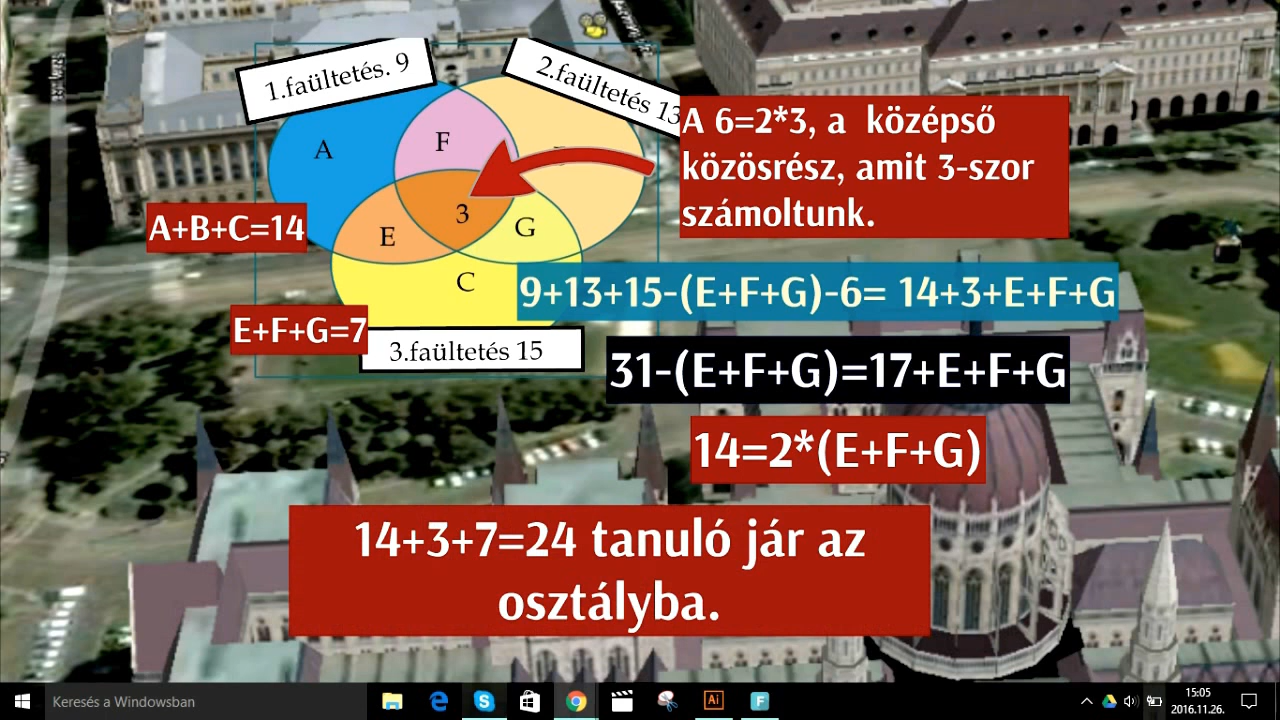 1.faültetés. 9
2.faültetés 13
A
F
A 6=2*3, a középső
közösrész, amit 3-szor
számoltunk.
3
A+B+C=14
E
G
C
9+13+15-(E+F+G)-6= 14+3+E+F+G
E+F+G=7
3.faültetés 15
31-(E+F+G)=17+E+F+G
14=2*(E+F+G)
14+3+7=24 tanuló jár az
osztályba.
Keresés a Windowsban
Ai
F
15:05
2016.11.26.